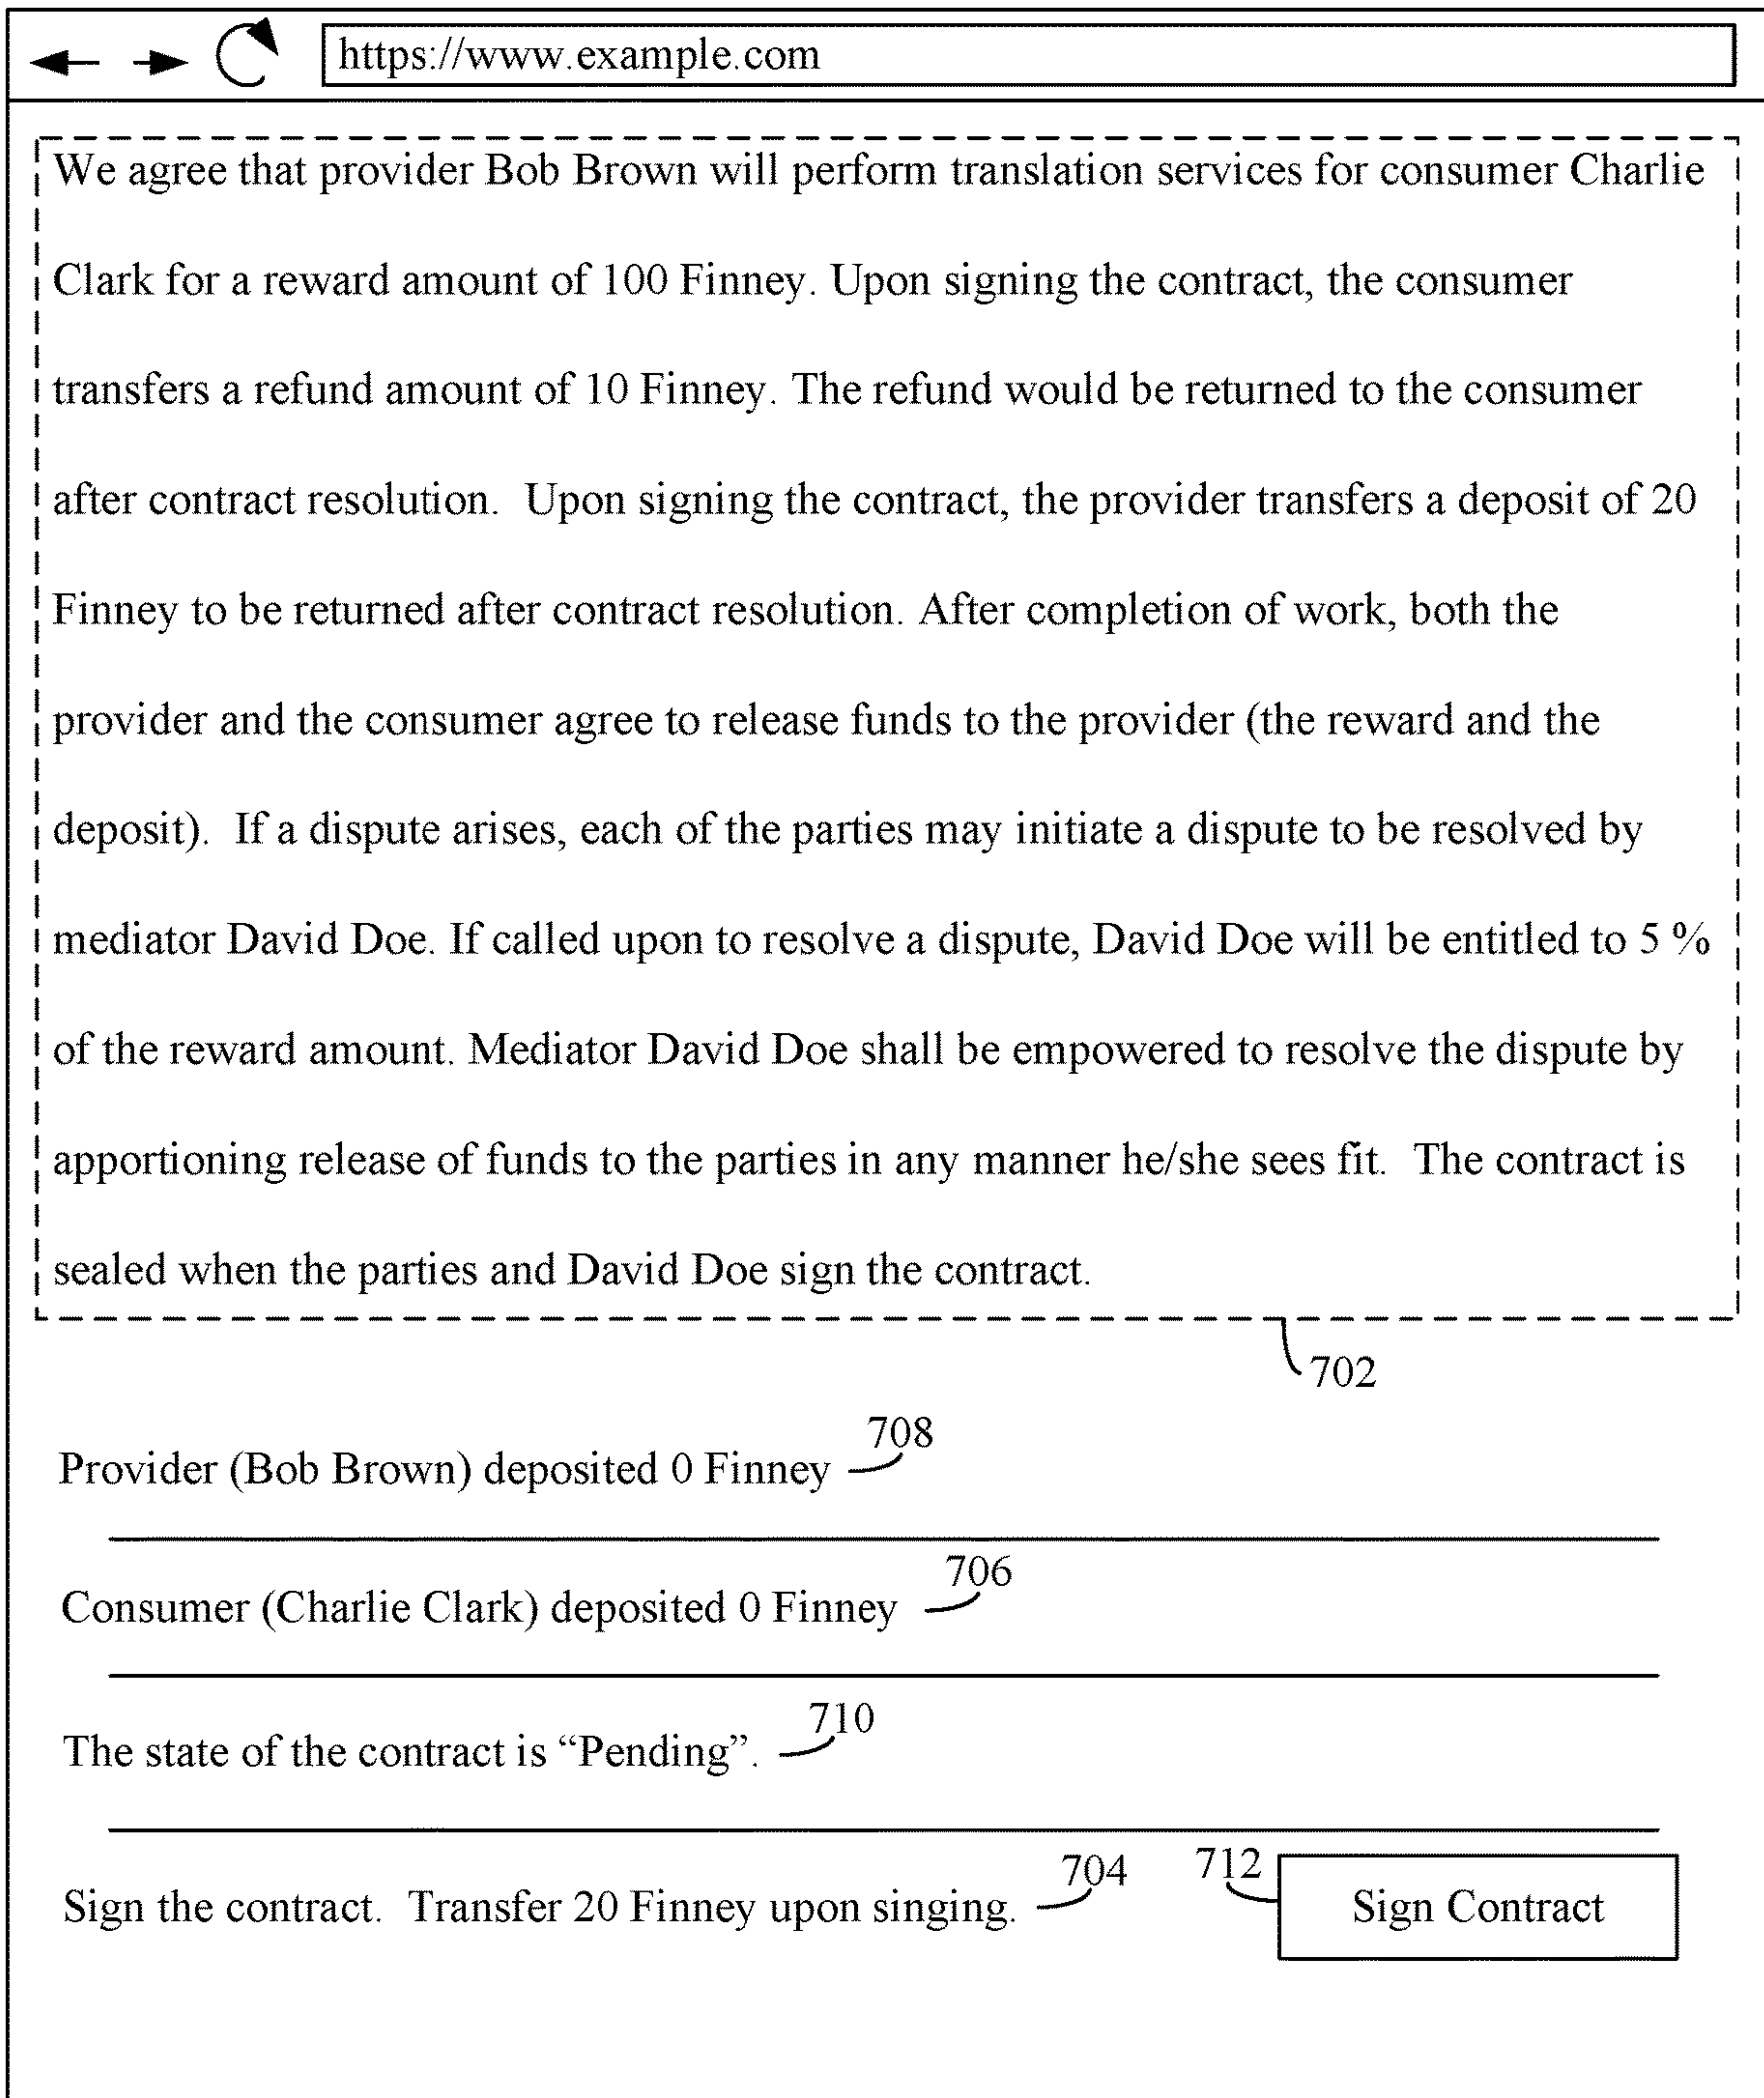 https://www.example.com
We agree that provider Bob Brown will perform translation services for consumer Charlie
Clark for a reward amount of 100 Finney. Upon signing the contract, the consumer
transfers a refund amount of 10 Finney. The refund would be returned to the consumer
after contract resolution.  Upon signing the contract, the provider transfers a deposit of 20
Finney to be returned after contract resolution. After completion of work, both the
provider and the consumer agree to release funds to the provider (the reward and the
deposit).  If a dispute arises, each of the parties may initiate a dispute to be resolved by
mediator David Doe. If called upon to resolve a dispute, David Doe will be entitled to 5 %
of the reward amount. Mediator David Doe shall be empowered to resolve the dispute by
apportioning release of funds to the parties in any manner he/she sees fit.  The contract is
sealed when the parties and David Doe sign the contract.
702
708
Provider (Bob Brown) deposited 0 Finney
706
Consumer (Charlie Clark) deposited 0 Finney
710
The state of the contract is “Pending”.
704
712
Sign the contract.  Transfer 20 Finney upon singing.
Sign Contract